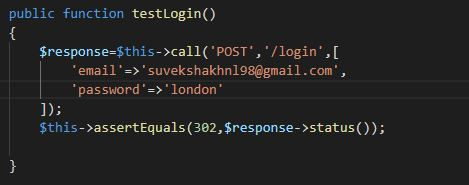 public function testLogin()
{
$response=$this->call('POST','/login',[
'email'=>'suvekshakhnl98@gmail.com',
'password'=>'london'
]);
$this->assertEquals(302,$response->status());
}